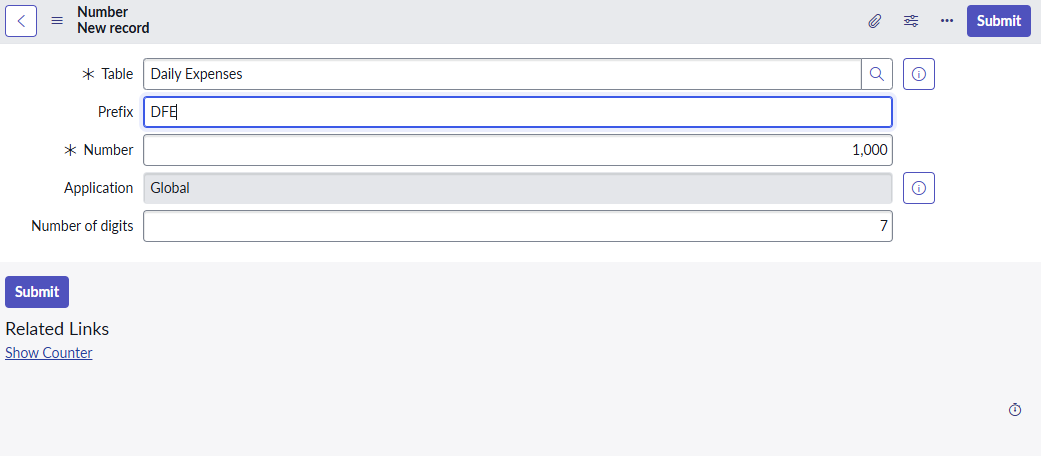 Number
New record
Submit
Table
Daily Expenses
Prefix
DFE
Number
1,000
Application
Global
Number of digits
7
Submit
Related Links
Show Counter